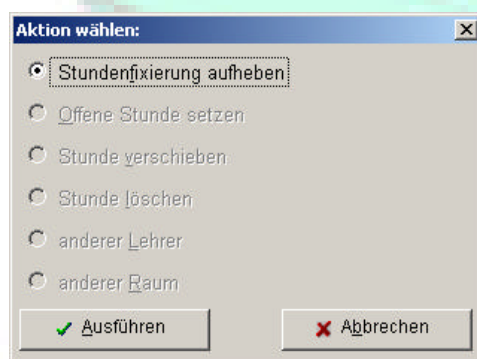 Aktion wählen:
Stundenfixierung aufheben
Offene Stunde setzen
Stunde verschieben
Stunde löschen
anderer Lehrer
anderer Raum
Ausführen
Abbrechen